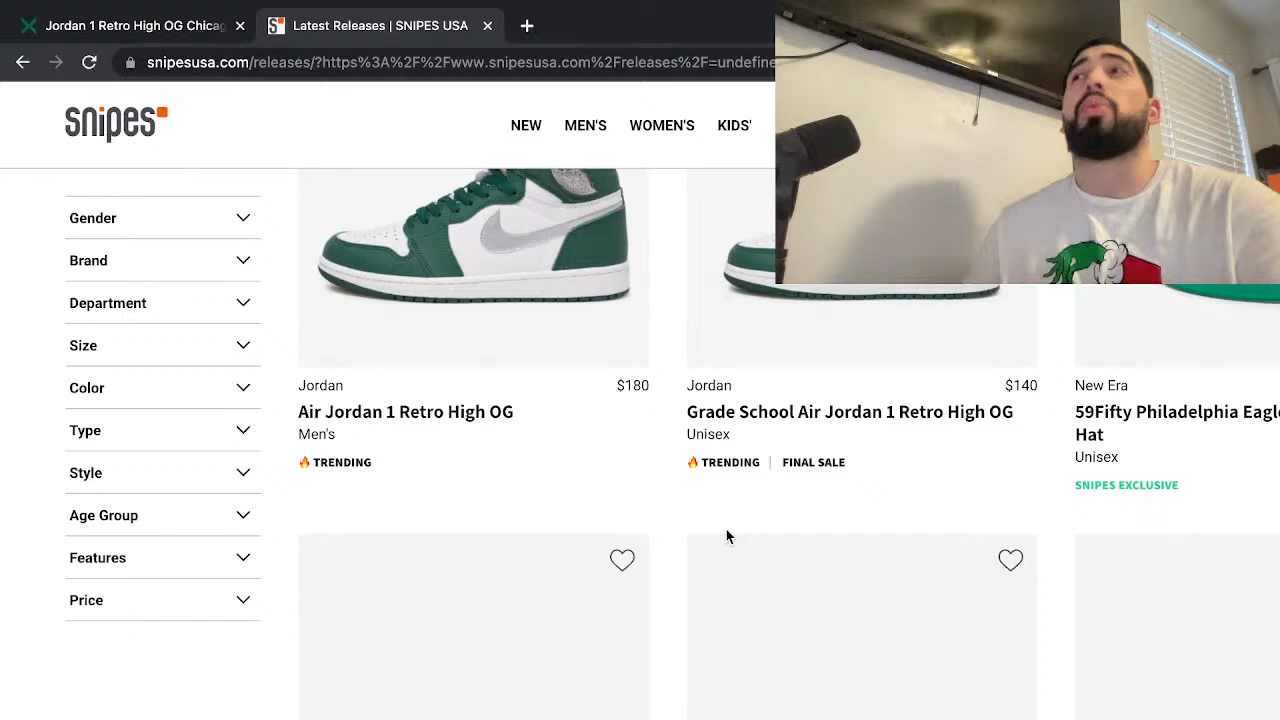 Jordan 1 Retro High OG Chicag
Latest Releases | SNIPES USA
snipesusa.com/releases/?https%3A%2F%2Fwww.snipesusa.com%2Freleases%2F=undefine
snipes
NEW MEN'S WOMEN'S KIDS'
Gender
Brand
Department
Size
Color
Type
Style
Age Group
Features
Price
Jordan $180
Air Jordan 1 Retro High OG
Men's
🔥 TRENDING
Jordan $140
Grade School Air Jordan 1 Retro High OG
Unisex
🔥 TRENDING | FINAL SALE
New Era
59Fifty Philadelphia Eagle
Hat
Unisex
SNIPES EXCLUSIVE